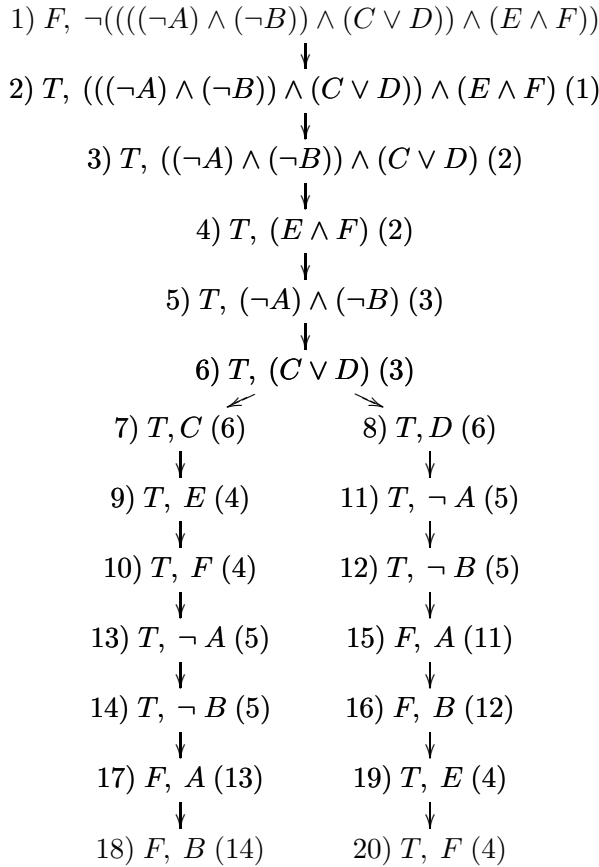 1) F, ¬((((¬A) ∧ (¬B)) ∧ (C ∨ D)) ∧ (E ∧ F))
2) T, (((¬A) ∧ (¬B)) ∧ (C ∨ D)) ∧ (E ∧ F) (1)
3) T, ((¬A) ∧ (¬B)) ∧ (C ∨ D) (2)
4) T, (E ∧ F) (2)
5) T, (¬A) ∧ (¬B) (3)
6) T, (C ∨ D) (3)
7) T, C (6) 8) T, D (6)
9) T, E (4) 11) T, ¬ A (5)
10) T, F (4) 12) T, ¬ B (5)
13) T, ¬ A (5) 15) F, A (11)
14) T, ¬ B (5) 16) F, B (12)
17) F, A (13) 19) T, E (4)
18) F, B (14) 20) T, F (4)